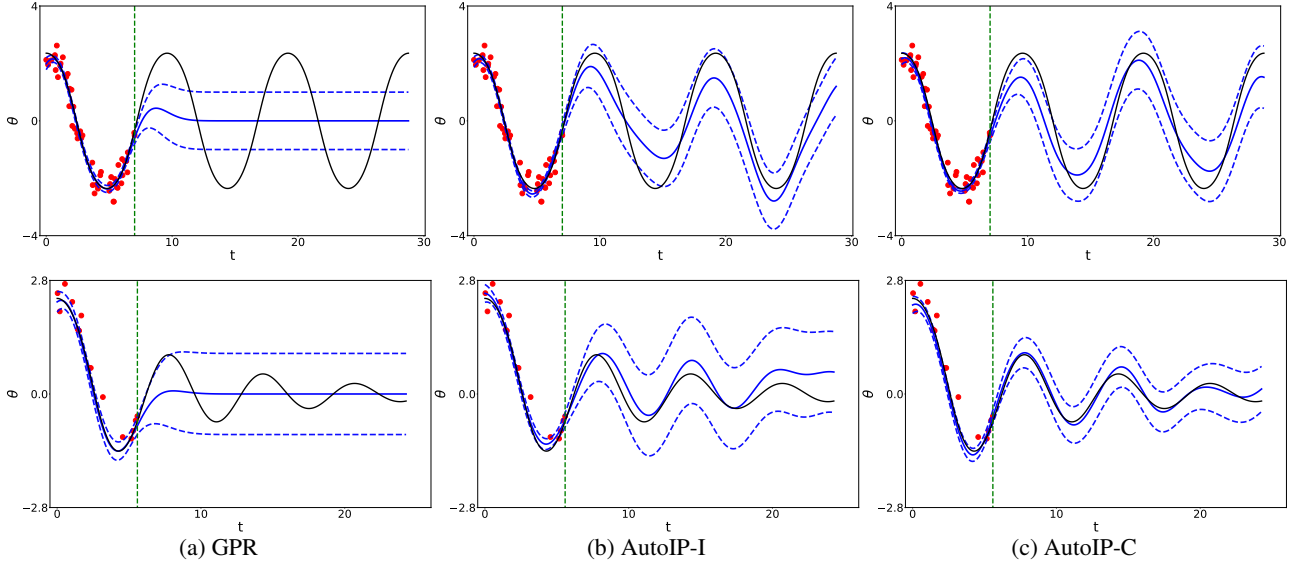 4 4 4
θ 0 θ 0 θ 0
−4 −4 −4
0 10 20 30 0 10 20 30 0 10 20 30
t t t
2.8 2.8 2.8
θ 0.0 θ 0.0 θ 0.0
−2.8 −2.8 −2.8
0 10 20 0 10 20 0 10 20
t t t
(a) GPR (b) AutoIP-I (c) AutoIP-C